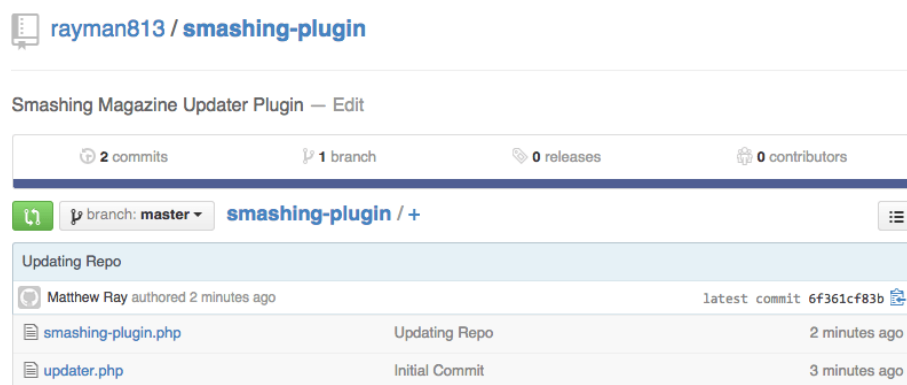 rayman813 / smashing-plugin
Smashing Magazine Updater Plugin — Edit
2 commits 1 branch 0 releases 0 contributors
branch: master smashing-plugin / +
Updating Repo
Matthew Ray authored 2 minutes ago latest commit 6f361cf83b
smashing-plugin.php Updating Repo 2 minutes ago
updater.php Initial Commit 3 minutes ago